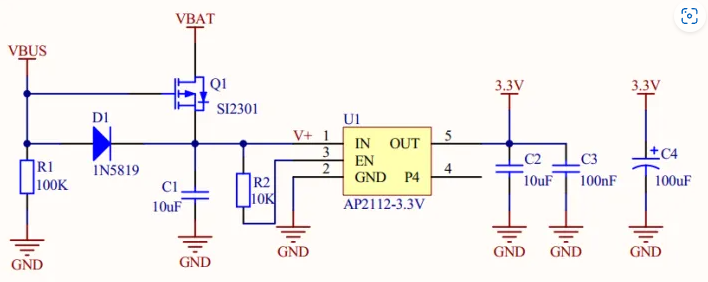 VBAT
VBUS
Q1
SI2301
D1
1N5819
R1
100K
C1
10uF
R2
10K
V+
1
3
2
U1
IN
EN
GND
OUT
P4
AP2112-3.3V
5
4
3.3V
C2
10uF
C3
100nF
3.3V
+
C4
100uF
GND
GND
GND
GND
GND
GND